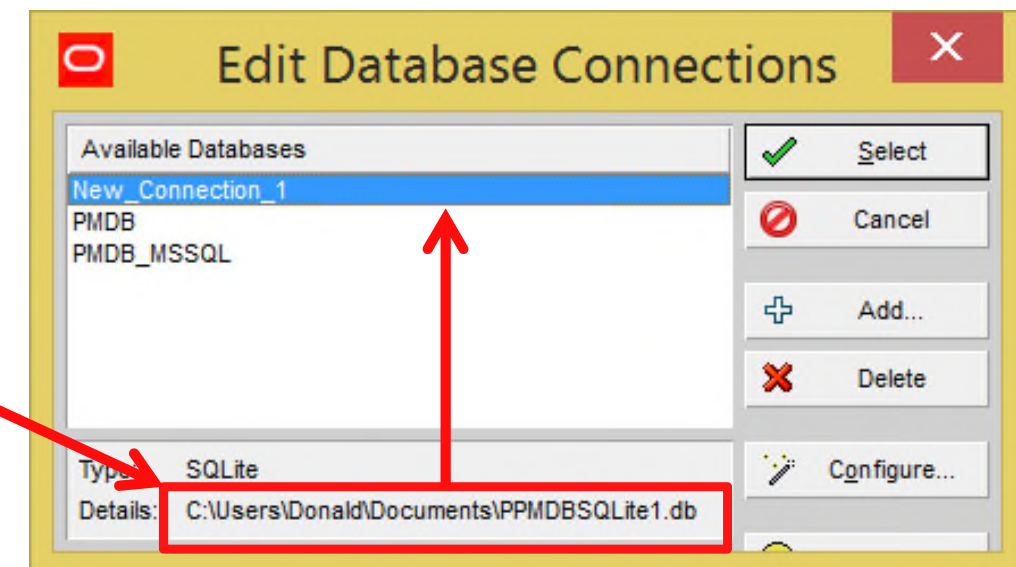 Edit Database Connections
Available Databases
New_Connection_1
PMDB
PMDB_MSSQL
Select
Cancel
Add...
Delete
Configure...
Type: SQLite
Details: C:\Users\Donald\Documents\PPMDBSQLite1.db